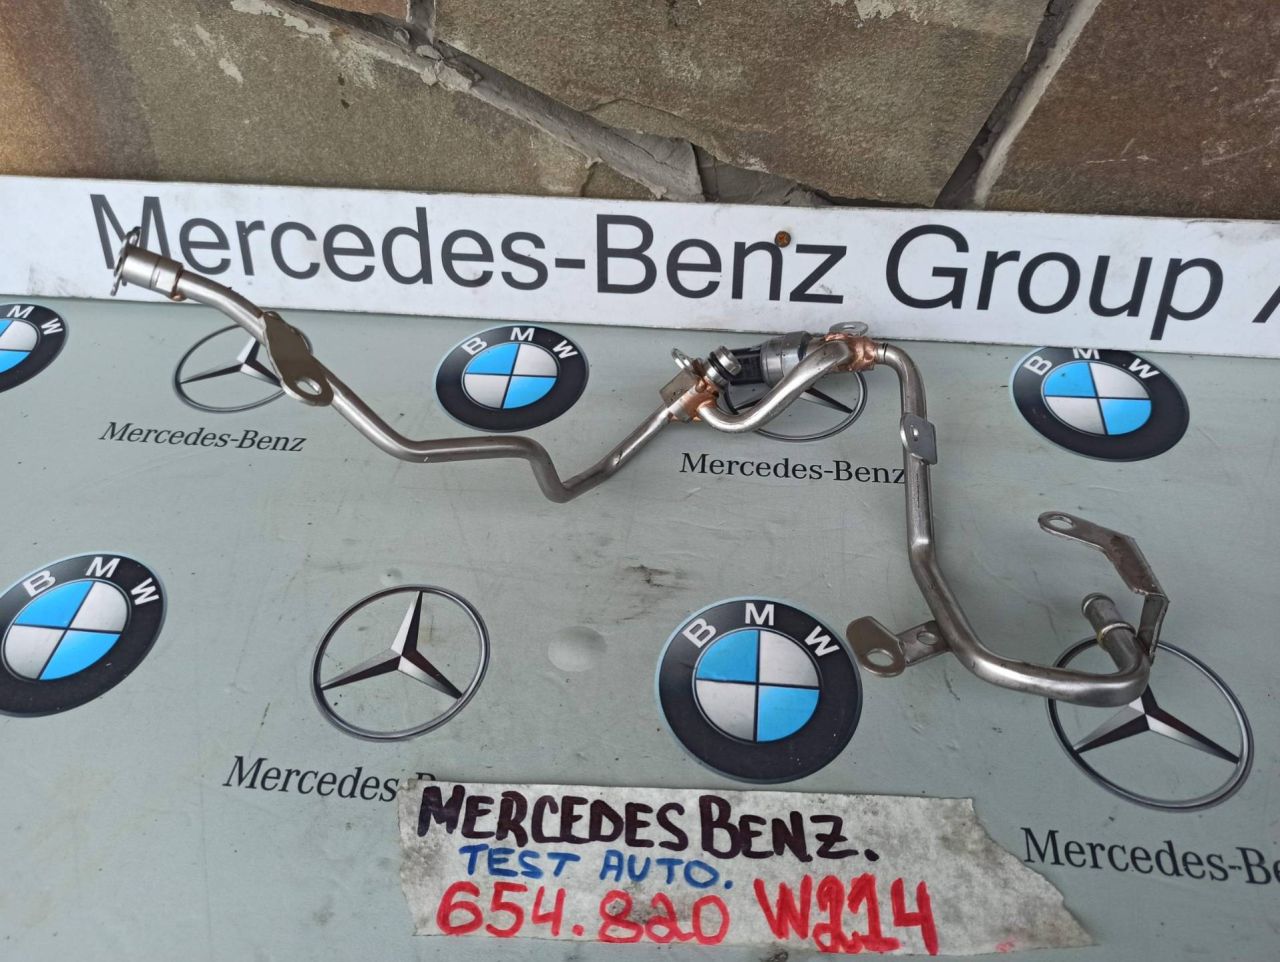 Mercedes-Benz Group A
BMW
BMW
BMW
Mercedes-Benz
Mercedes-Benz
BMW
BMW
Mercedes-B
Mercedes-Be
MERCEDES BENZ.
TEST AUTO.
654.820 W214